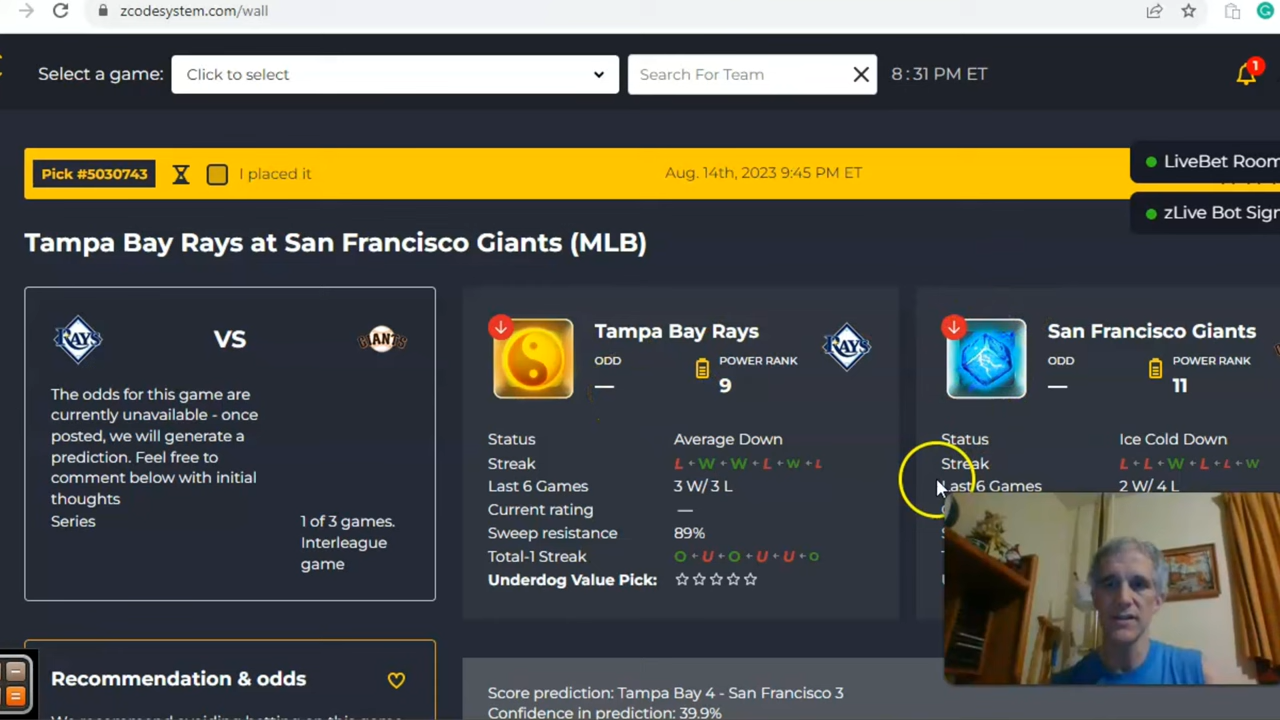 zcodesystem.com/wall
Select a game:
Click to select
Search For Team
8:31 PM ET
1
Pick #5030743
I placed it
Aug. 14th, 2023 9:45 PM ET
LiveBet Room
zLive Bot Sig
Tampa Bay Rays at San Francisco Giants (MLB)
RAYS
VS
GIANTS
The odds for this game are
currently unavailable - once
posted, we will generate a
prediction. Feel free to
comment below with initial
thoughts
Series
1 of 3 games.
Interleague
game
Tampa Bay Rays
ODD
—
POWER RANK
9
RAYS
Status
Average Down
Streak
L←W←W←L←W←L
Last 6 Games
3 W/ 3 L
Current rating
—
Sweep resistance
89%
Total-1 Streak
O←U←O←U←U←O
Underdog Value Pick:
San Francisco Giants
ODD
—
POWER RANK
11
Status
Ice Cold Down
Streak
L←L←W←L←L←W
Last 6 Games
2 W/ 4 L
Recommendation & odds
Score prediction: Tampa Bay 4 - San Francisco 3
Confidence in prediction: 39.9%